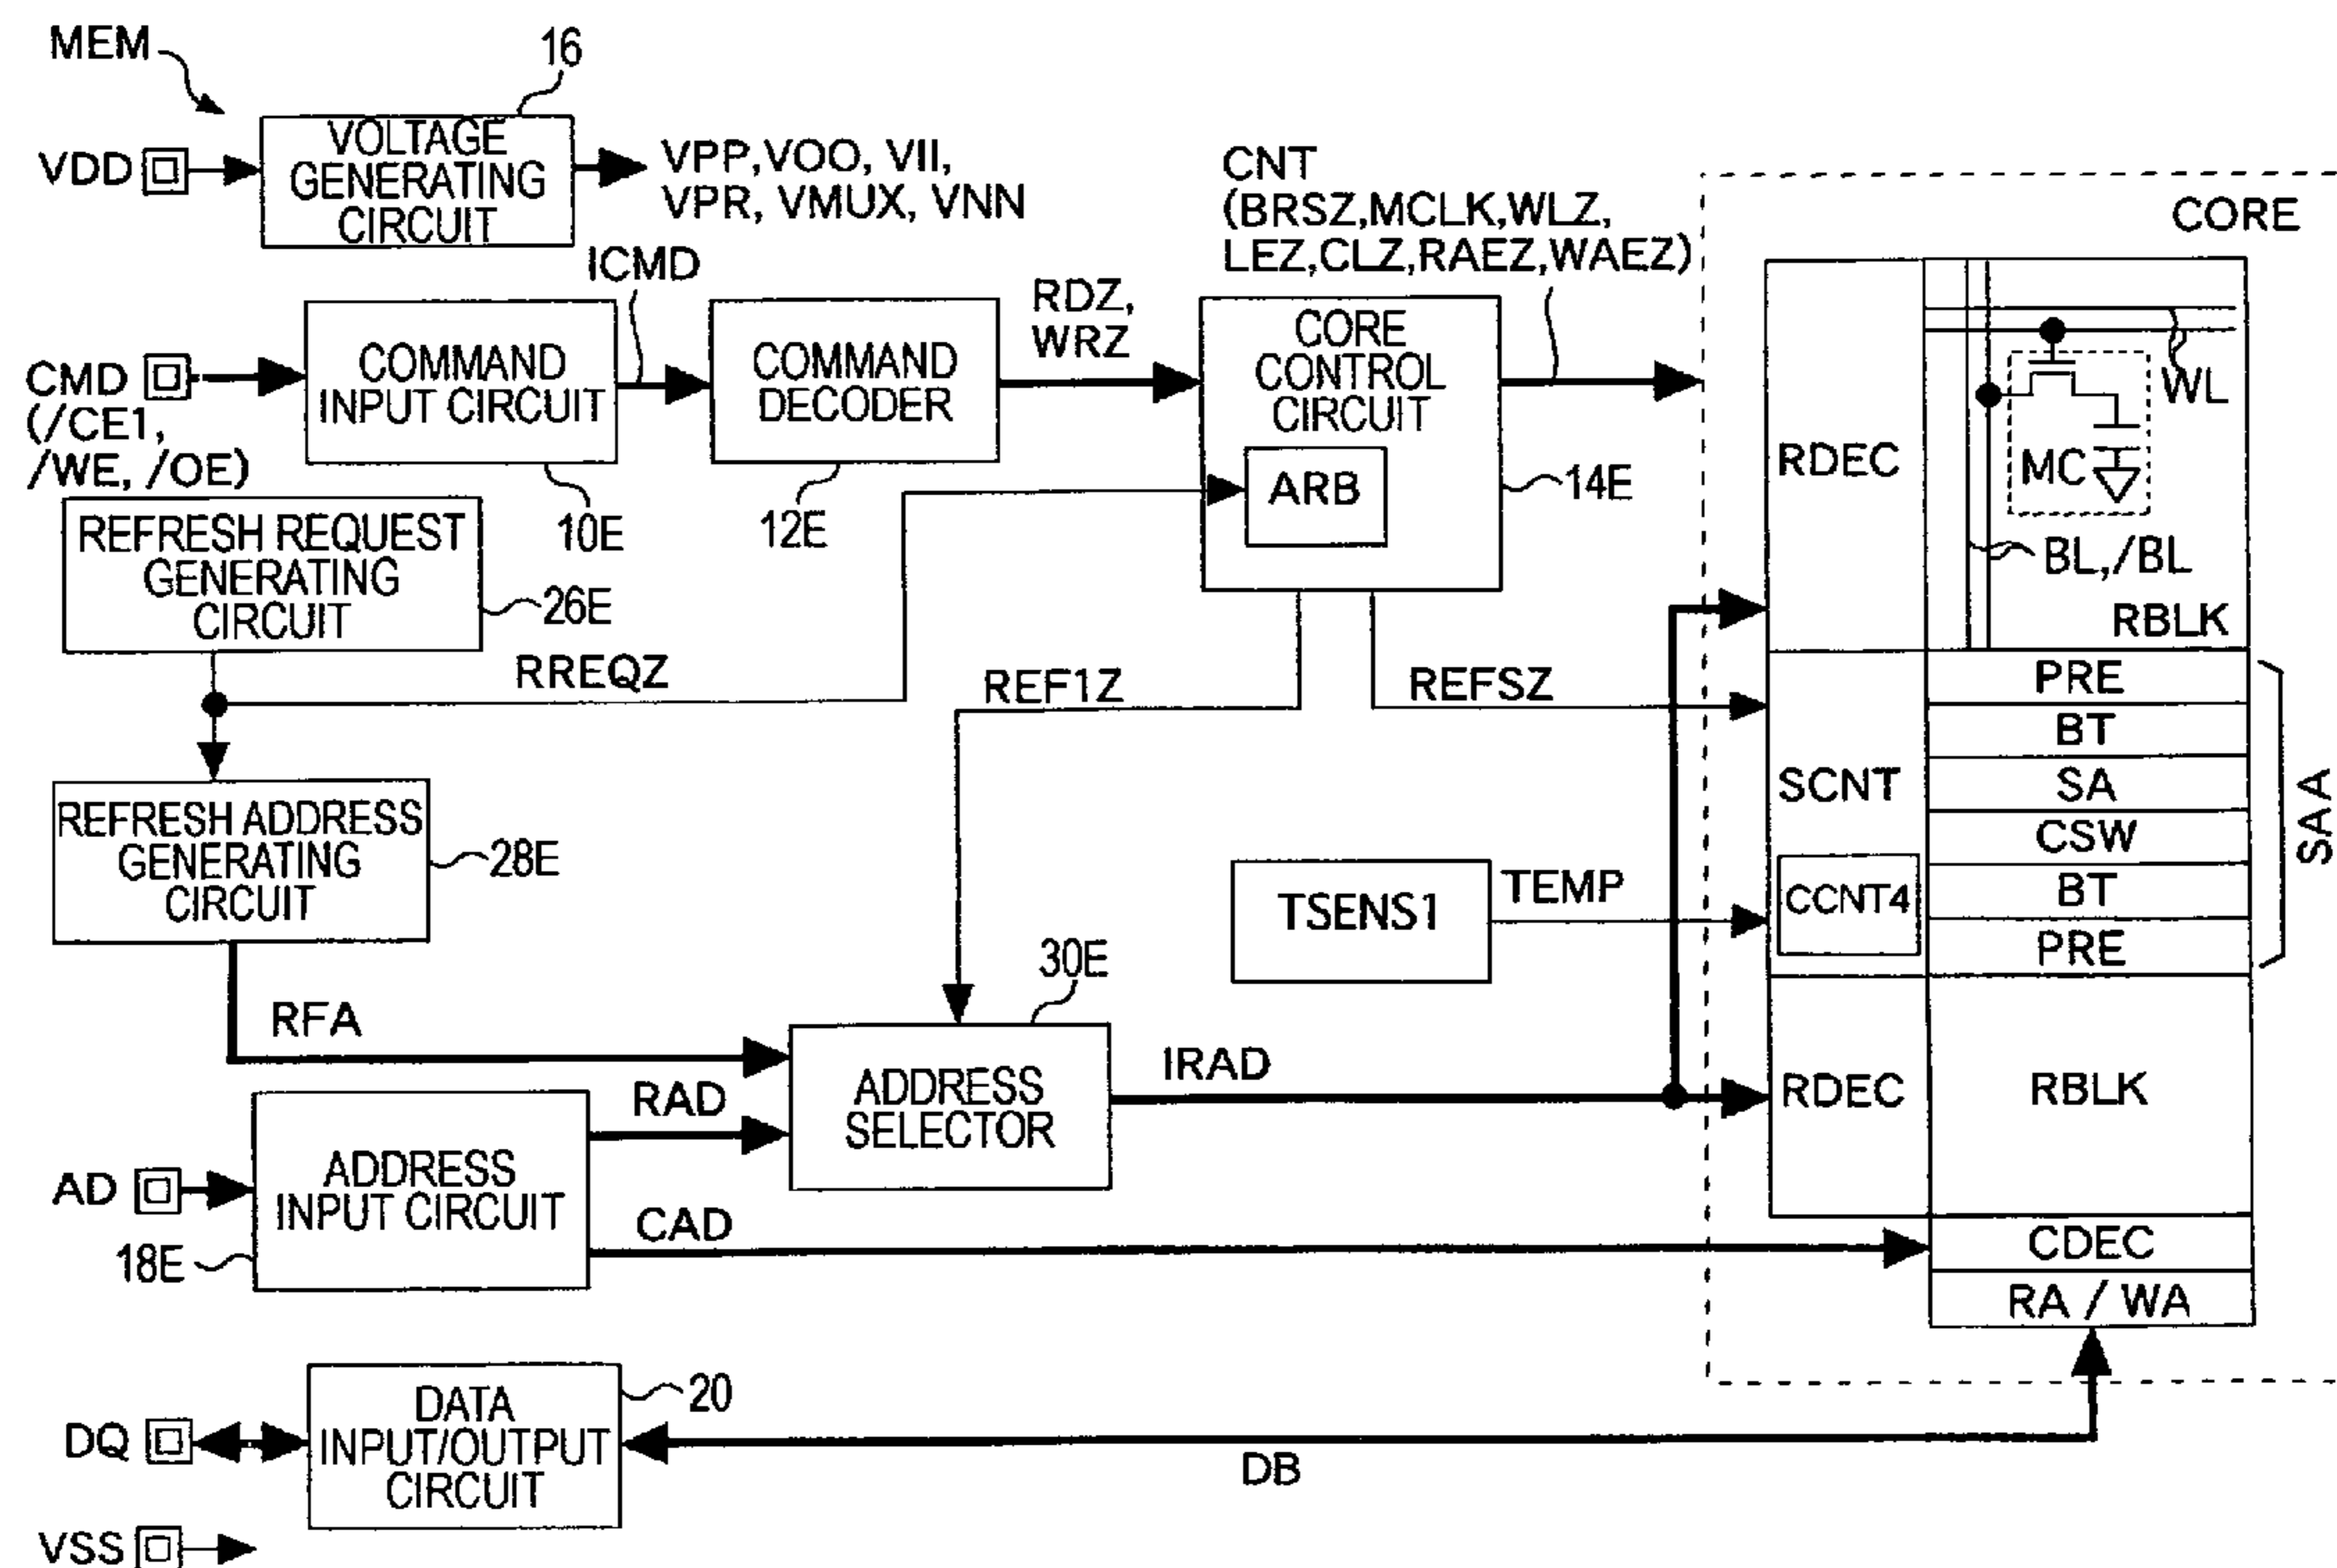 MEM
16
VDD
VOLTAGE
GENERATING
CIRCUIT
VPP,VOO, VII,
VPR, VMUX, VNN
CNT
(BRSZ,MCLK,WLZ,
LEZ,CLZ,RAEZ,WAEZ)
CORE
ICMD
RDZ,
WRZ
CMD
(/CE1,
/WE, /OE)
COMMAND
INPUT CIRCUIT
10E
COMMAND
DECODER
12E
CORE
CONTROL
CIRCUIT
ARB
14E
RDEC
WL
MC
BL,/BL
RBLK
REFRESH REQUEST
GENERATING
CIRCUIT
26E
RREQZ
REF1Z
REFSZ
PRE
BT
SCNT
SA
CSW
BT
PRE
SAA
CCNT4
REFRESH ADDRESS
GENERATING
CIRCUIT
28E
TSENS1
TEMP
RFA
30E
ADDRESS
SELECTOR
IRAD
RDEC
RBLK
RAD
AD
ADDRESS
INPUT CIRCUIT
18E
CAD
CDEC
RA / WA
DQ
DATA
INPUT/OUTPUT
CIRCUIT
20
DB
VSS